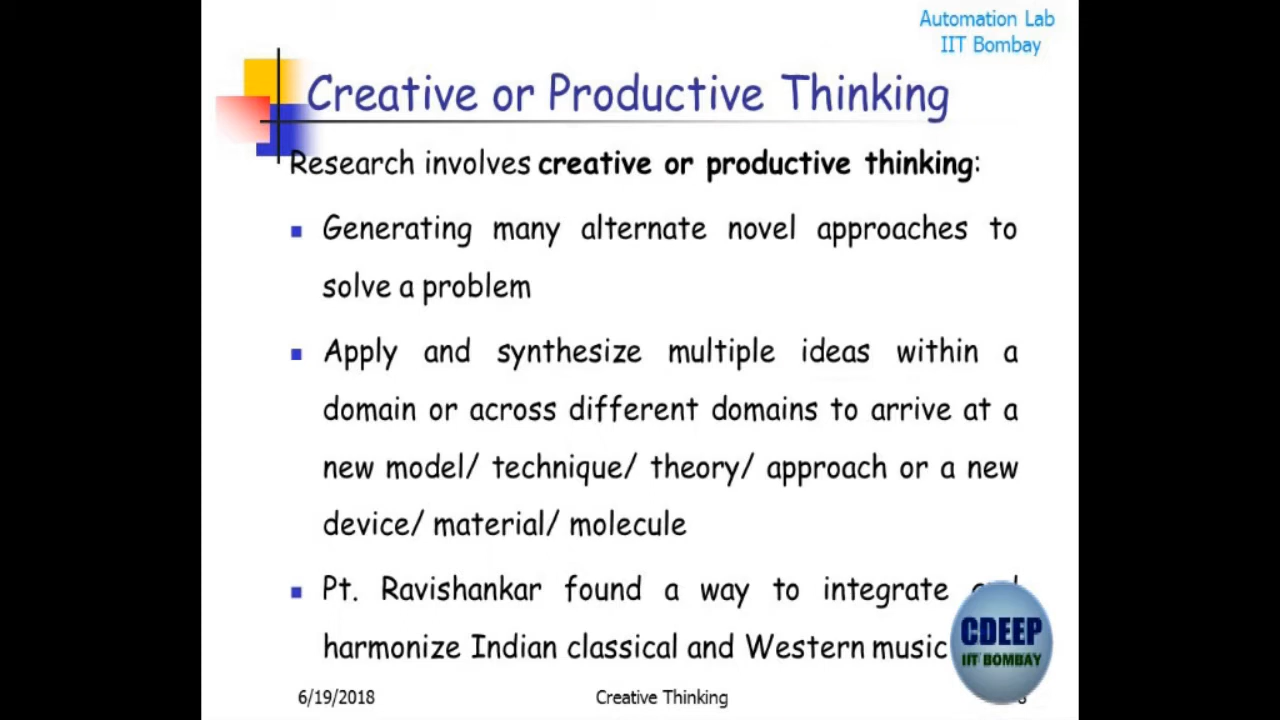 Automation Lab
IIT Bombay
Creative or Productive Thinking
Research involves creative or productive thinking:
Generating many alternate novel approaches to
solve a problem
Apply and synthesize multiple ideas within a
domain or across different domains to arrive at a
new model/ technique/ theory/ approach or a new
device/ material/ molecule
Pt. Ravishankar found a way to integrate
harmonize Indian classical and Western music
CDEEP
IIT BOMBAY
6/19/2018 Creative Thinking